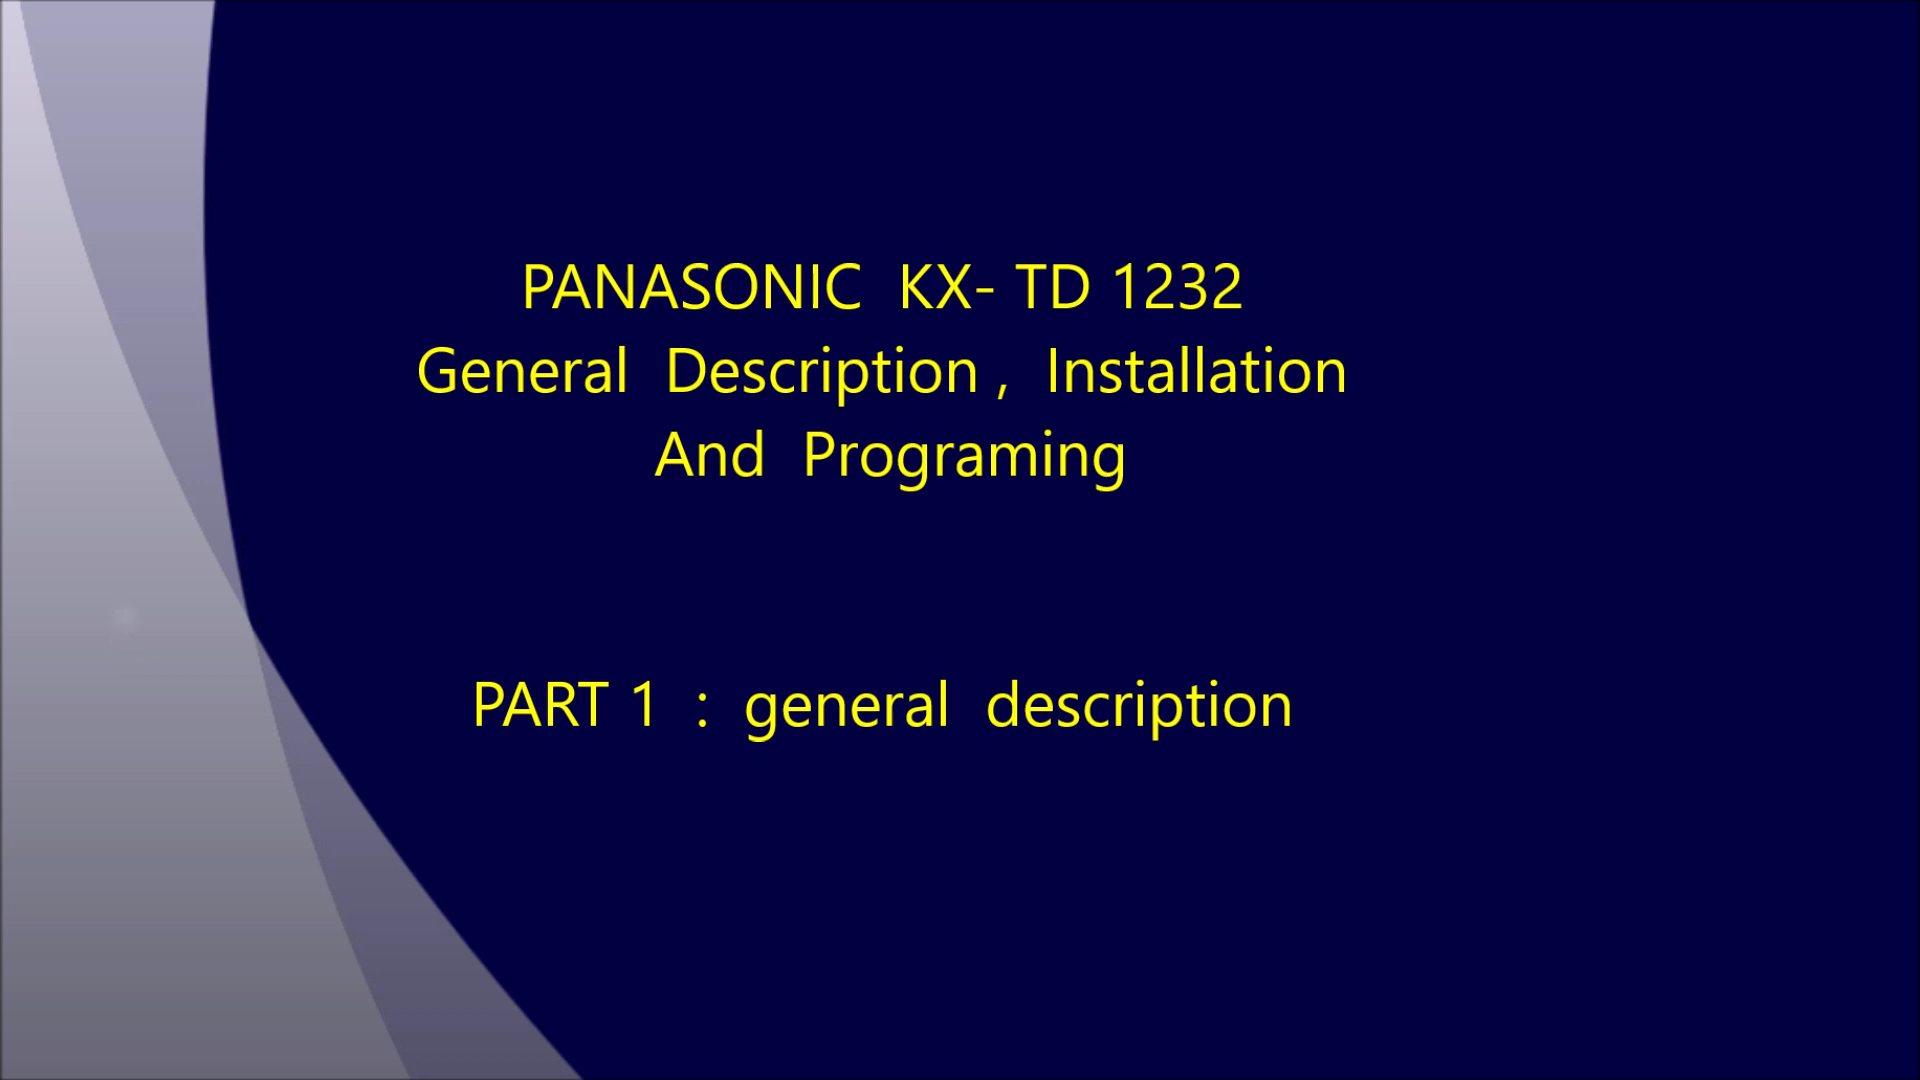 PANASONIC KX- TD 1232
General Description , Installation
And Programing
PART 1 : general description